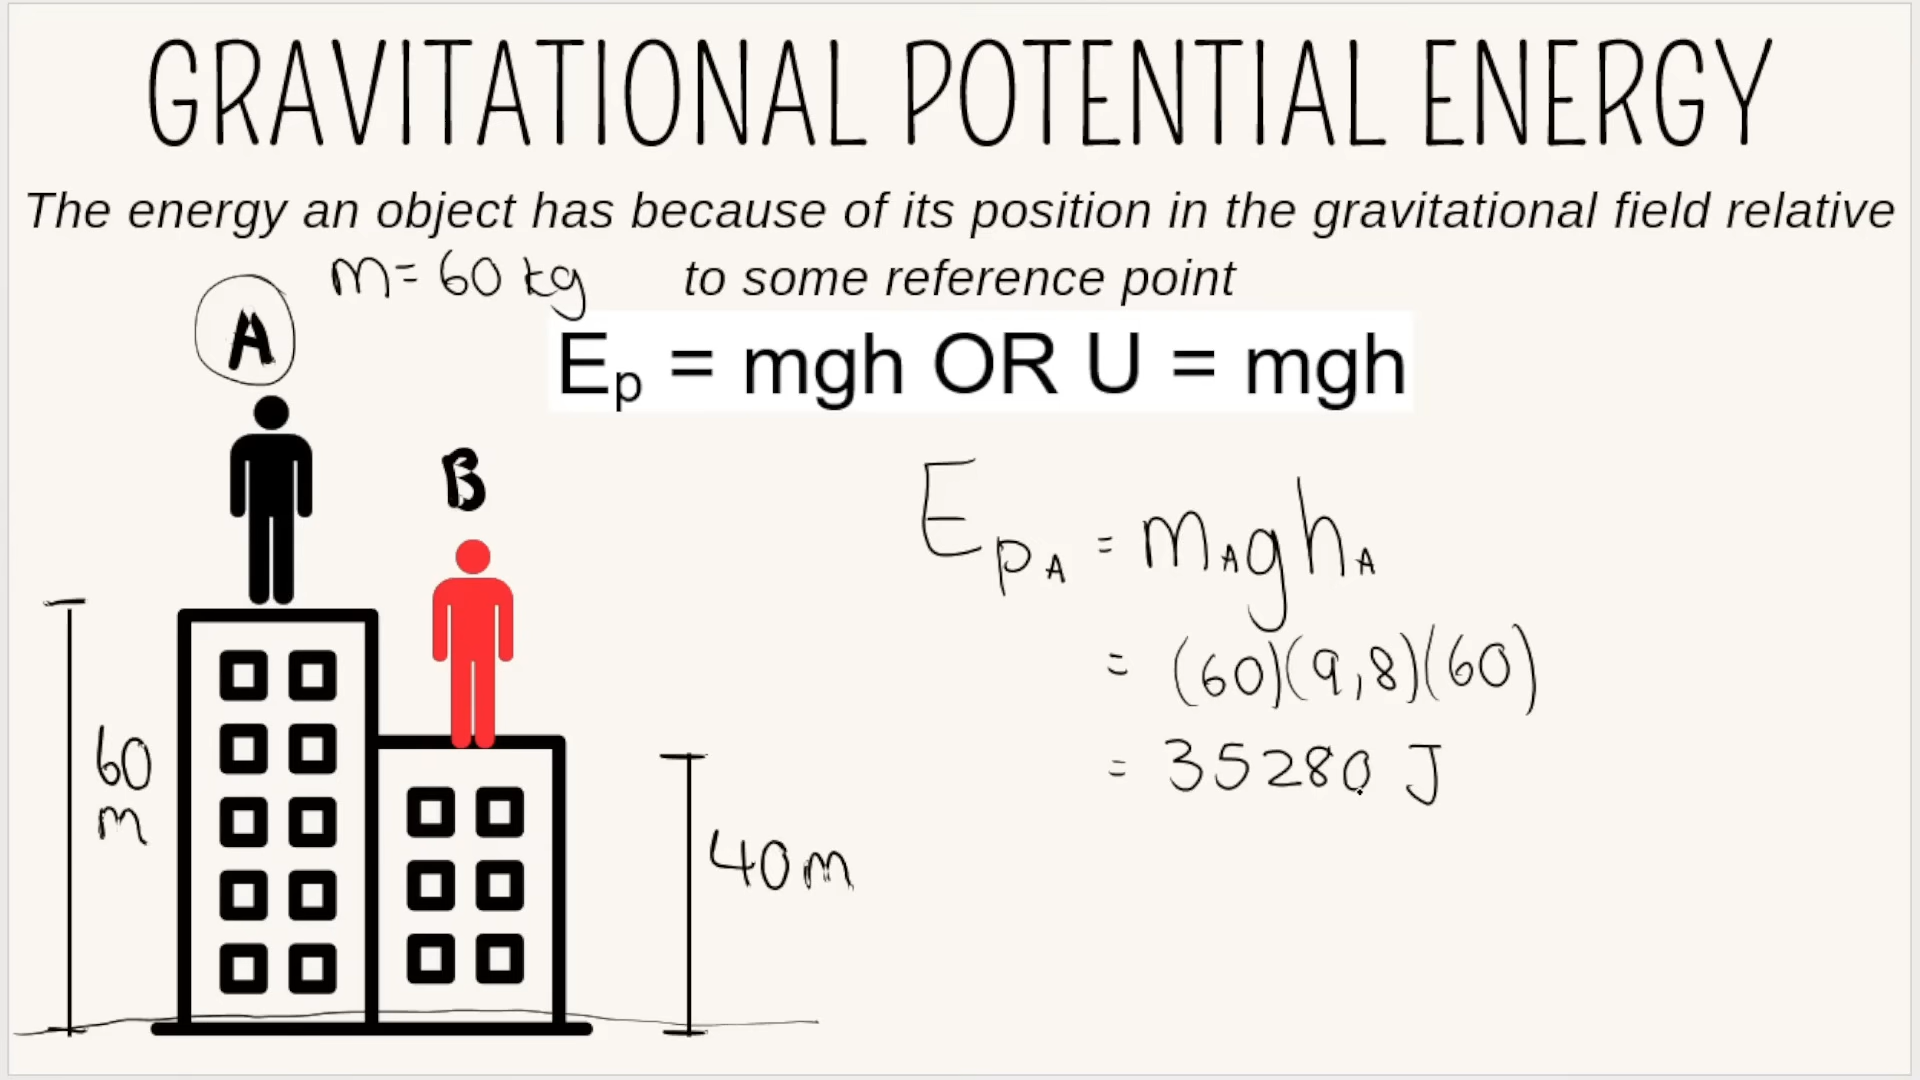 GRAVITATIONAL POTENTIAL ENERGY
The energy an object has because of its position in the gravitational field relative
to some reference point
m = 60 kg
A
Ep = mgh OR U = mgh
B
EpA = mAghA
= (60)(9,8)(60)
= 35280 J
60
m
40m